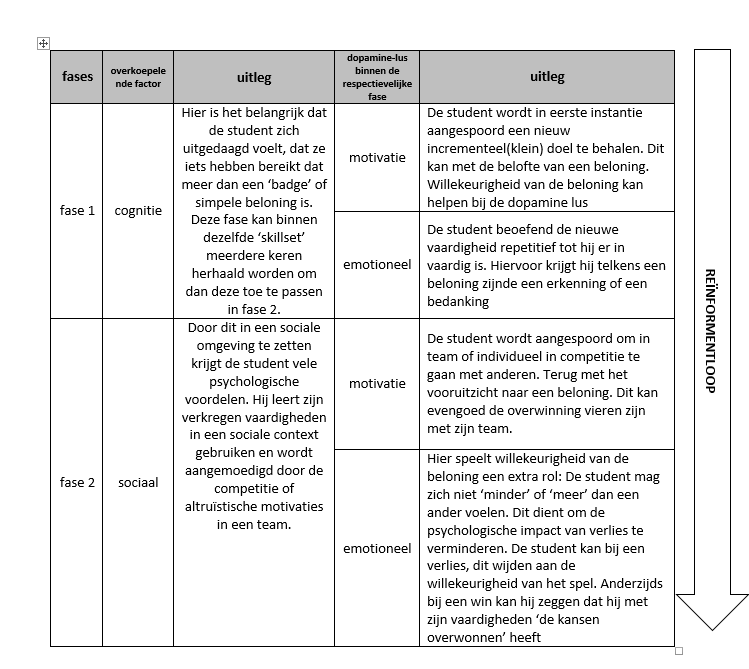 fases
overkoepele
nde factor
uitleg
dopamine-lus
binnen de
respectievelijke
fase
uitleg
fase 1
cognitie
Hier is het belangrijk dat
de student zich
uitgedaagd voelt, dat ze
iets hebben bereikt dat
meer dan een ‘badge’ of
simpele beloning is.
Deze fase kan binnen
dezelfde ‘skillset’
meerdere keren
herhaald worden om
dan deze toe te passen
in fase 2.
motivatie
De student wordt in eerste instantie
aangespoord een nieuw
incrementeel(klein) doel te behalen. Dit
kan met de belofte van een beloning.
Willekeurigheid van de beloning kan
helpen bij de dopamine lus
emotioneel
De student beoefend de nieuwe
vaardigheid repetitief tot hij er in
vaardig is. Hiervoor krijgt hij telkens een
beloning zijnde een erkenning of een
bedanking
fase 2
sociaal
Door dit in een sociale
omgeving te zetten
krijgt de student vele
psychologische
voordelen. Hij leert zijn
verkregen vaardigheden
in een sociale context
gebruiken en wordt
aangemoedigd door de
competitie of
altruïstische motivaties
in een team.
motivatie
De student wordt aangespoord om in
team of individueel in competitie te
gaan met anderen. Terug met het
vooruitzicht naar een beloning. Dit kan
evengoed de overwinning vieren zijn
met zijn team.
emotioneel
Hier speelt willekeurigheid van de
beloning een extra rol: De student mag
zich niet ‘minder’ of ‘meer’ dan een
ander voelen. Dit dient om de
psychologische impact van verlies te
verminderen. De student kan bij een
verlies, dit wijden aan de
willekeurigheid van het spel. Anderzijds
bij een win kan hij zeggen dat hij met
zijn vaardigheden ‘de kansen
overwonnen’ heeft
REÏNFORMENTLOOP